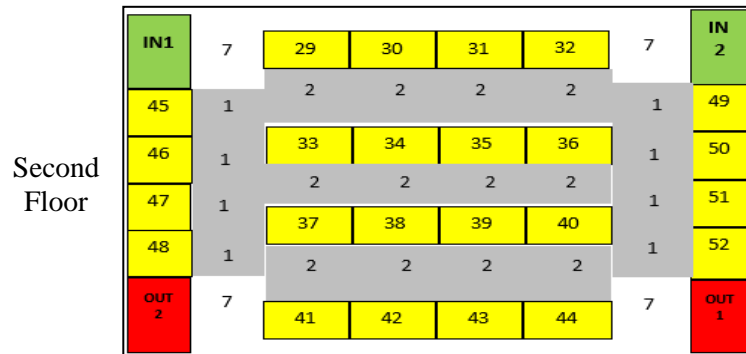 IN1 7 29 30 31 32 7 IN 2
2 2 2 2
45 1 1 49
33 34 35 36
46 1 1 50
Second Floor
2 2 2 2
47 1 1 51
37 38 39 40
48 1 1 52
2 2 2 2
OUT 2 7 7 OUT 1
41 42 43 44